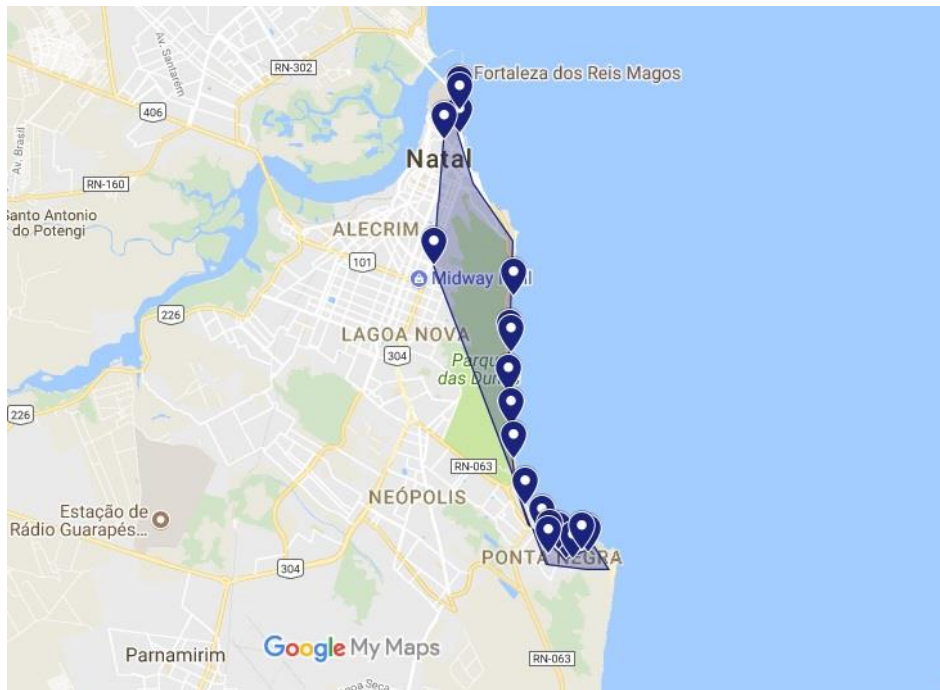 RN-302
Fortaleza dos Reis Magos
Av. Santarém
406
Av. Brasil
Natal
RN-160
Santo Antonio
do Potengi
ALECRIM
101
Midway
226
LAGOA NOVA
304
Parque
das Dunas
226
RN-063
NEÓPOLIS
Estação de
Rádio Guarapés...
PONTA NEGRA
304
Google My Maps
Parnamirim
RN-063